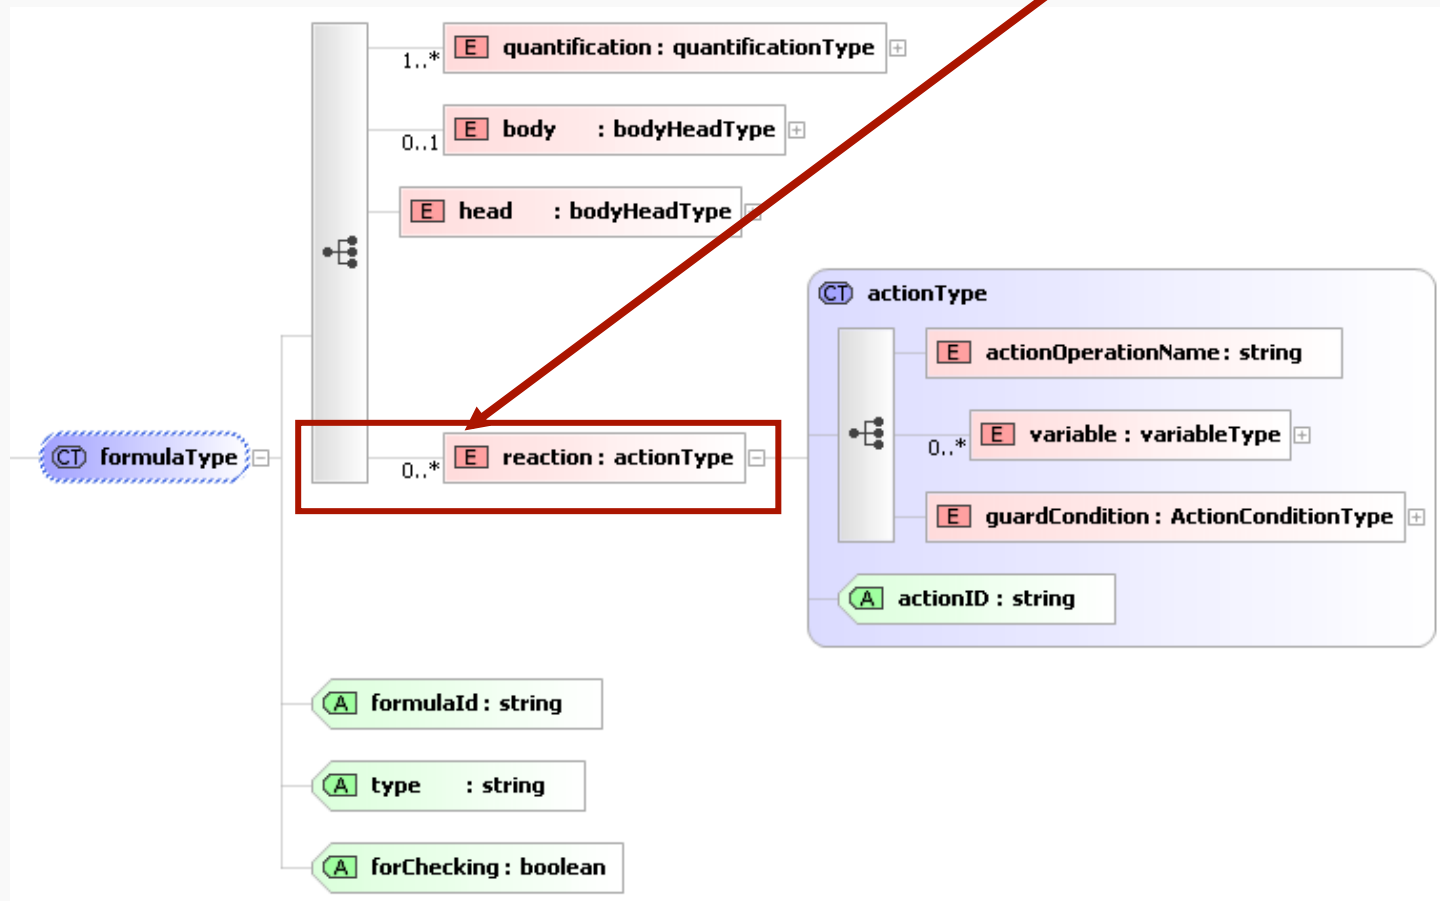 1..* E quantification : quantificationType
0..1 E body : bodyHeadType
E head : bodyHeadType
CT actionType
E actionOperationName : string
0..* E variable : variableType
E guardCondition : ActionConditionType
A actionID : string
CT formulaType
0..* E reaction : actionType
A formulaId : string
A type : string
A forChecking : boolean